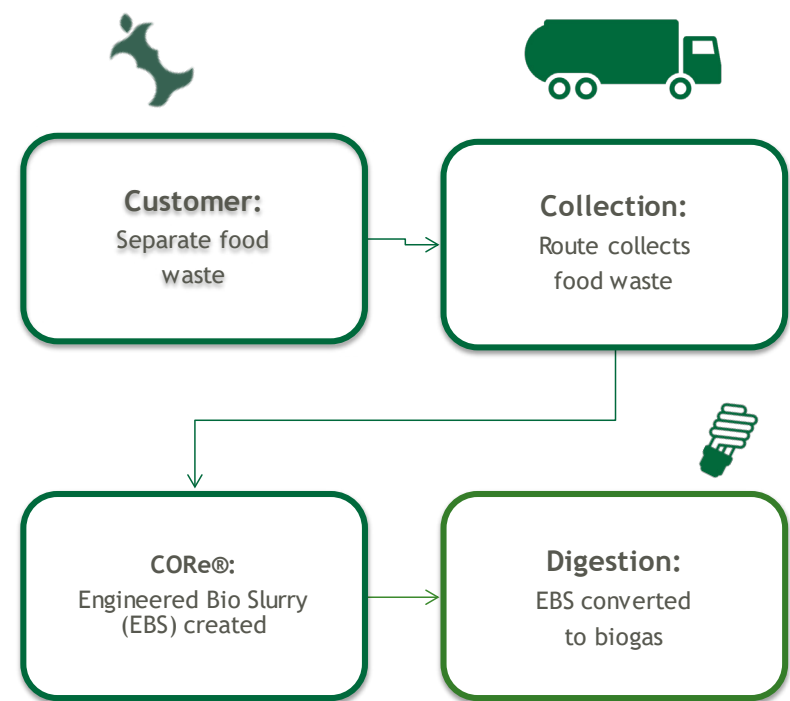 Customer:
Separate food
waste
Collection:
Route collects
food waste
CORe®:
Engineered Bio Slurry
(EBS) created
Digestion:
EBS converted
to biogas